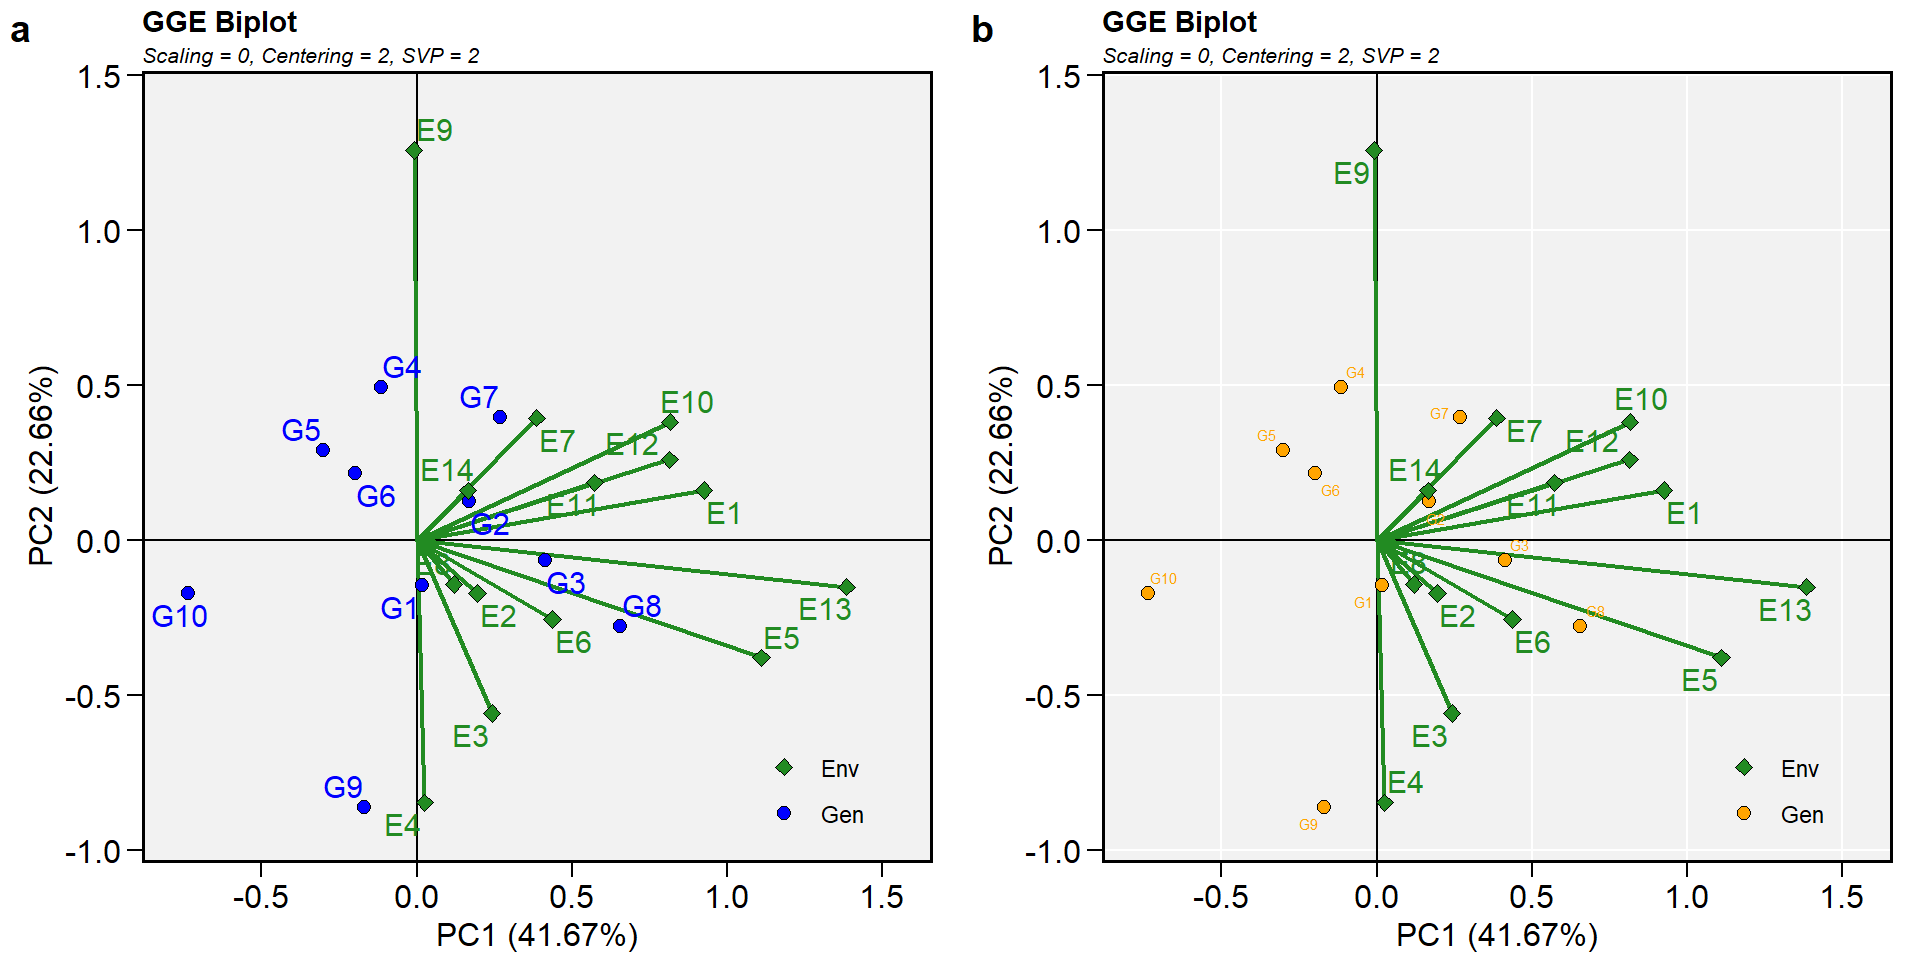 a
GGE Biplot
Scaling = 0, Centering = 2, SVP = 2
1.5
1.0
0.5
0.0
-0.5
-1.0
PC2 (22.66%)
E9
G4
G7
E10
G5
E7
E12
E14
G6
E11
G2
E1
G3
G10
G1
E2
G8
E13
E6
E5
E3
G9
E4
Env
Gen
-0.5
0.0
0.5
1.0
1.5
PC1 (41.67%)
b
GGE Biplot
Scaling = 0, Centering = 2, SVP = 2
1.5
1.0
0.5
0.0
-0.5
-1.0
PC2 (22.66%)
E9
G4
G7
E10
G5
E7
E12
E14
G6
E11
G2
E1
G3
E8
G10
G1
E2
G8
E13
E6
E5
E3
E4
G9
Env
Gen
-0.5
0.0
0.5
1.0
1.5
PC1 (41.67%)